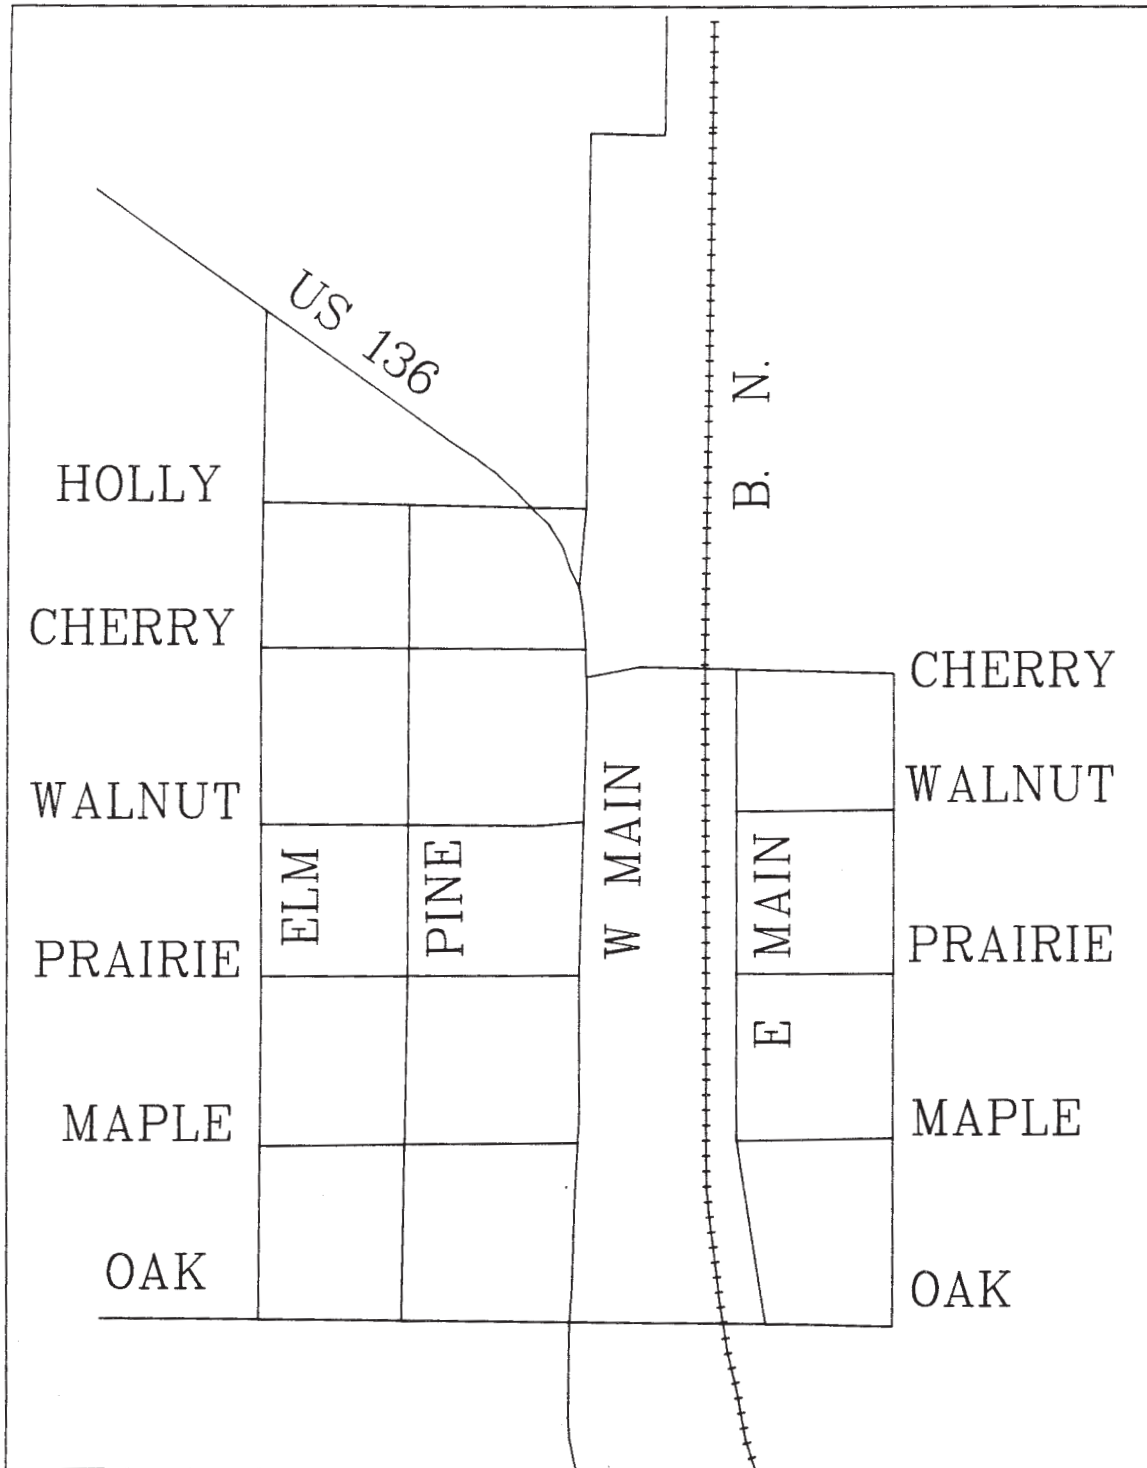 US 136
B. N.
HOLLY
CHERRY
CHERRY
WALNUT
WALNUT
W MAIN
E MAIN
ELM
PINE
PRAIRIE
PRAIRIE
MAPLE
MAPLE
OAK
OAK